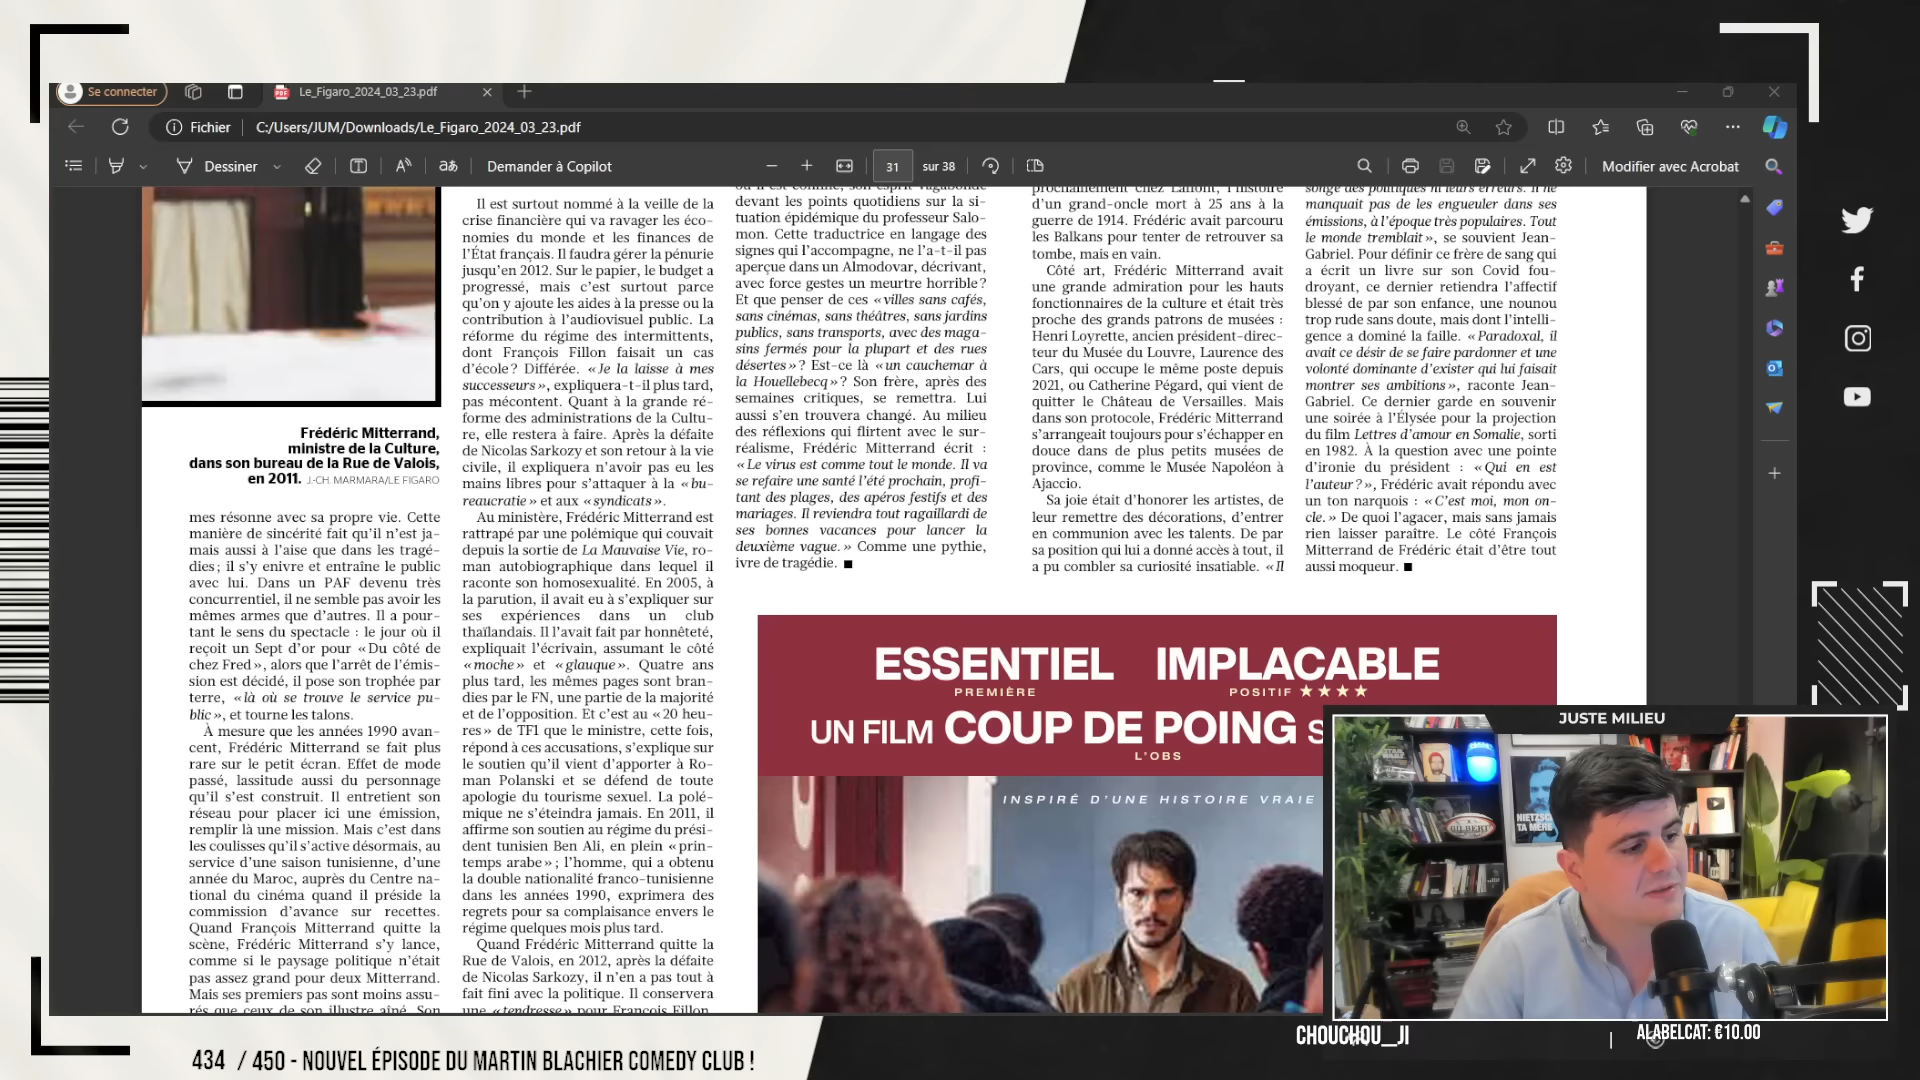 Se connecter
Le_Figaro_2024_03_23.pdf
Fichier
C:/Users/JUM/Downloads/Le_Figaro_2024_03_23.pdf
Dessiner
aあ
Demander à Copilot
31
sur 38
Modifier avec Acrobat
Frédéric Mitterrand,
ministre de la Culture,
dans son bureau de la Rue de Valois,
en 2011. J.-CH. MARMARA/LE FIGARO
mes résonne avec sa propre vie. Cette
manière de sincérité fait qu'il n'est ja-
mais aussi à l'aise que dans les tragé-
dies ; il s'y enivre et entraîne le public
avec lui. Dans un PAF devenu très
concurrentiel, il ne semble pas avoir les
mêmes armes que d'autres. Il a pour-
tant le sens du spectacle : le jour où il
reçoit un Sept d'or pour « Du côté de
chez Fred », alors que l'arrêt de l'émis-
sion est décidé, il pose son trophée par
terre, « là où se trouve le service pu-
blic », et tourne les talons.
À mesure que les années 1990 avan-
cent, Frédéric Mitterrand se fait plus
rare sur le petit écran. Effet de mode
passé, lassitude aussi du personnage
qu'il s'est construit. Il entretient son
réseau pour placer ici une émission,
remplir là une mission. Mais c'est dans
les coulisses qu'il s'active désormais, au
service d'une saison tunisienne, d'une
année du Maroc, auprès du Centre na-
tional du cinéma quand il préside la
commission d'avance sur recettes.
Quand François Mitterrand quitte la
scène, Frédéric Mitterrand s'y lance,
comme si le paysage politique n'était
pas assez grand pour deux Mitterrand.
Mais ses premiers pas sont moins assu-
rés que ceux de son illustre aîné. Son
Il est surtout nommé à la veille de la
crise financière qui va ravager les éco-
nomies du monde et les finances de
l'État français. Il faudra gérer la pénurie
jusqu'en 2012. Sur le papier, le budget a
progressé, mais c'est surtout parce
qu'on y ajoute les aides à la presse ou la
contribution à l'audiovisuel public. La
réforme du régime des intermittents,
dont François Fillon faisait un cas
d'école ? Différée. « Je la laisse à mes
successeurs », expliquera-t-il plus tard,
pas mécontent. Quant à la grande ré-
forme des administrations de la Cultu-
re, elle restera à faire. Après la défaite
de Nicolas Sarkozy et son retour à la vie
civile, il expliquera n'avoir pas eu les
mains libres pour s'attaquer à la « bu-
reaucratie » et aux « syndicats ».
Au ministère, Frédéric Mitterrand est
rattrapé par une polémique qui couvait
depuis la sortie de La Mauvaise Vie, ro-
man autobiographique dans lequel il
raconte son homosexualité. En 2005, à
la parution, il avait eu à s'expliquer sur
ses expériences dans un club
thaïlandais. Il l'avait fait par honnêteté,
expliquait l'écrivain, assumant le côté
« moche » et « glauque ». Quatre ans
plus tard, les mêmes pages sont bran-
dies par le FN, une partie de la majorité
et de l'opposition. Et c'est au « 20 heu-
res » de TF1 que le ministre, cette fois,
répond à ces accusations, s'explique sur
le soutien qu'il vient d'apporter à Ro-
man Polanski et se défend de toute
apologie du tourisme sexuel. La polé-
mique ne s'éteindra jamais. En 2011, il
affirme son soutien au régime du prési-
dent tunisien Ben Ali, en plein « prin-
temps arabe » ; l'homme, qui a obtenu
la double nationalité franco-tunisienne
dans les années 1990, exprimera des
regrets pour sa complaisance envers le
régime quelques mois plus tard.
Quand Frédéric Mitterrand quitte la
Rue de Valois, en 2012, après la défaite
de Nicolas Sarkozy, il n'en a pas tout à
fait fini avec la politique. Il conservera
une « tendresse » pour François Fillon,
où il est confiné, son esprit vagabonde
devant les points quotidiens sur la si-
tuation épidémique du professeur Salo-
mon. Cette traductrice en langage des
signes qui l'accompagne, ne l'a-t-il pas
aperçue dans un Almodovar, décrivant,
avec force gestes un meurtre horrible ?
Et que penser de ces « villes sans cafés,
sans cinémas, sans théâtres, sans jardins
publics, sans transports, avec des maga-
sins fermés pour la plupart et des rues
désertes » ? Est-ce là « un cauchemar à
la Houellebecq » ? Son frère, après des
semaines critiques, se remettra. Lui
aussi s'en trouvera changé. Au milieu
des réflexions qui flirtent avec le sur-
réalisme, Frédéric Mitterrand écrit :
« Le virus est comme tout le monde. Il va
se refaire une santé l'été prochain, profi-
tant des plages, des apéros festifs et des
mariages. Il reviendra tout ragaillardi de
ses bonnes vacances pour lancer la
deuxième vague. » Comme une pythie,
ivre de tragédie. ■
prochainement chez Laffont, l'histoire
d'un grand-oncle mort à 25 ans à la
guerre de 1914. Frédéric avait parcouru
les Balkans pour tenter de retrouver sa
tombe, mais en vain.
Côté art, Frédéric Mitterrand avait
une grande admiration pour les hauts
fonctionnaires de la culture et était très
proche des grands patrons de musées :
Henri Loyrette, ancien président-direc-
teur du Musée du Louvre, Laurence des
Cars, qui occupe le même poste depuis
2021, ou Catherine Pégard, qui vient de
quitter le Château de Versailles. Mais
dans son protocole, Frédéric Mitterrand
s'arrangeait toujours pour s'échapper en
douce dans de plus petits musées de
province, comme le Musée Napoléon à
Ajaccio.
Sa joie était d'honorer les artistes, de
leur remettre des décorations, d'entrer
en communion avec les talents. De par
sa position qui lui a donné accès à tout, il
a pu combler sa curiosité insatiable. « Il
songe des politiques ni leurs erreurs. Il ne
manquait pas de les engueuler dans ses
émissions, à l'époque très populaires. Tout
le monde tremblait », se souvient Jean-
Gabriel. Pour définir ce frère de sang qui
a écrit un livre sur son Covid fou-
droyant, ce dernier retiendra l'affectif
blessé de par son enfance, une nounou
trop rude sans doute, mais dont l'intelli-
gence a dominé la faille. « Paradoxal, il
avait ce désir de se faire pardonner et une
volonté dominante d'exister qui lui faisait
montrer ses ambitions », raconte Jean-
Gabriel. Ce dernier garde en souvenir
une soirée à l'Élysée pour la projection
du film Lettres d'amour en Somalie, sorti
en 1982. À la question avec une pointe
d'ironie du président : « Qui en est
l'auteur ? », Frédéric avait répondu avec
un ton narquois : « C'est moi, mon on-
cle. » De quoi l'agacer, mais sans jamais
rien laisser paraître. Le côté François
Mitterrand de Frédéric était d'être tout
aussi moqueur. ■
ESSENTIEL IMPLACABLE
PREMIÈRE POSITIF ★★★★
UN FILM COUP DE POING S
L'OBS
INSPIRÉ D'UNE HISTOIRE VRAIE
JUSTE MILIEU
GILBERT
NIETZSCHE
TA MÈRE
CHOUCHOU__JI
ALABELCAT: €10.00
434 / 450 - NOUVEL ÉPISODE DU MARTIN BLACHIER COMEDY CLUB !